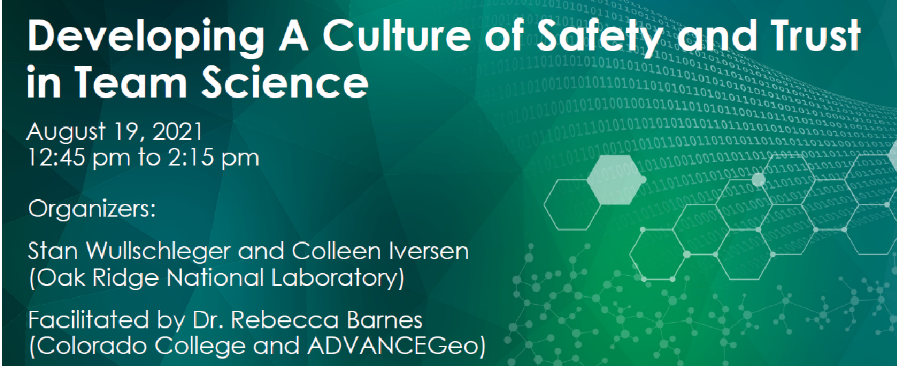 Developing A Culture of Safety and Trust
in Team Science
August 19, 2021
12:45 pm to 2:15 pm
Organizers:
Stan Wullschleger and Colleen Iversen
(Oak Ridge National Laboratory)
Facilitated by Dr. Rebecca Barnes
(Colorado College and ADVANCEGeo)